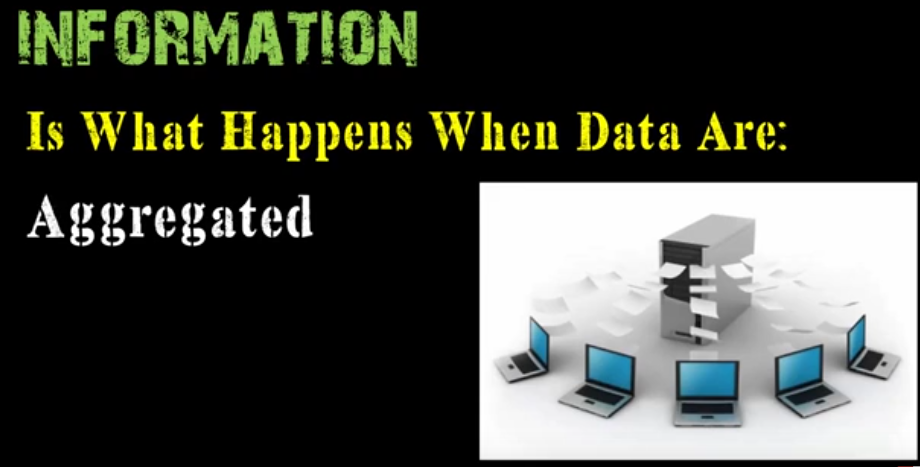 INFORMATION
Is What Happens When Data Are:
Aggregated